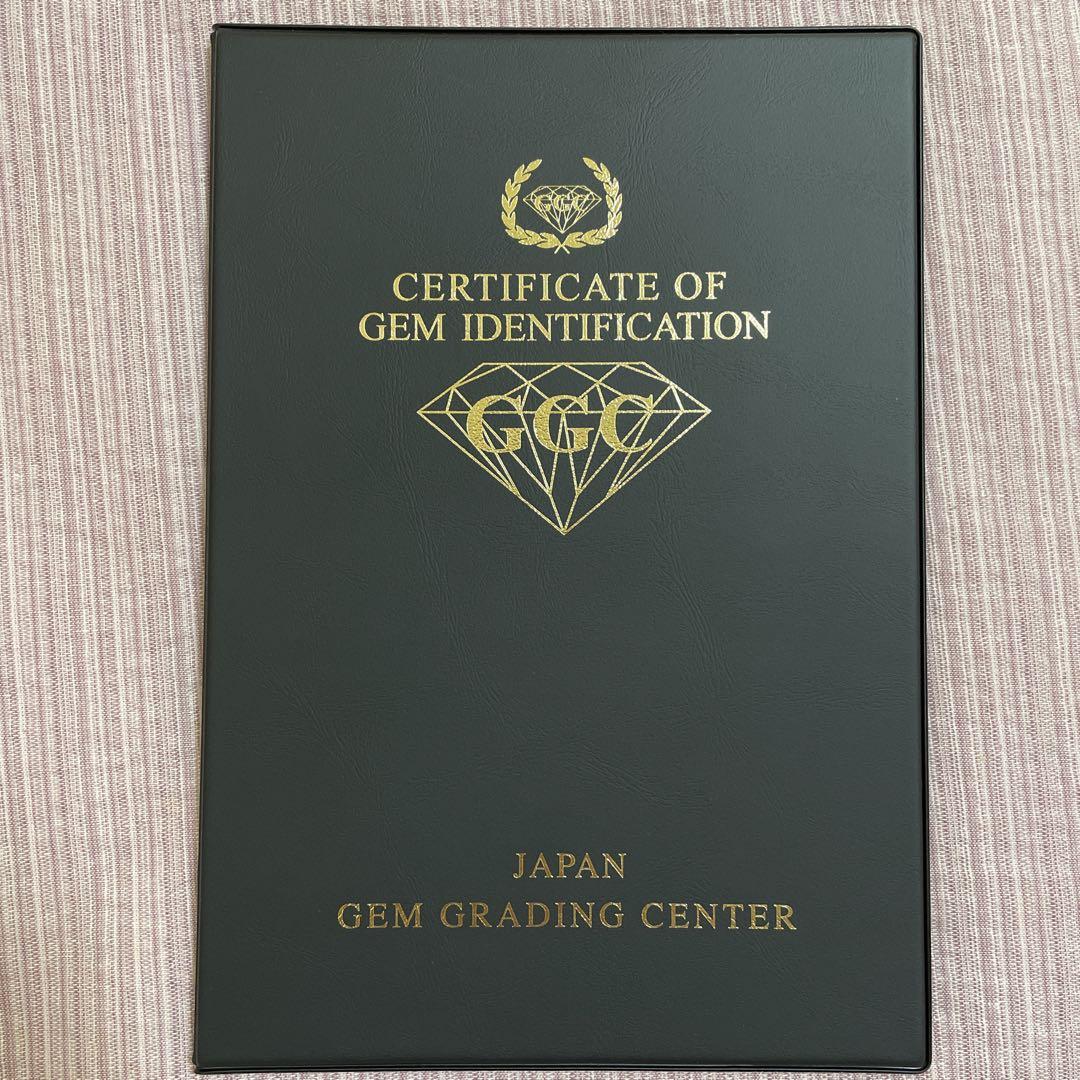 GGC
CERTIFICATE OF
GEM IDENTIFICATION
GGC
JAPAN
GEM GRADING CENTER